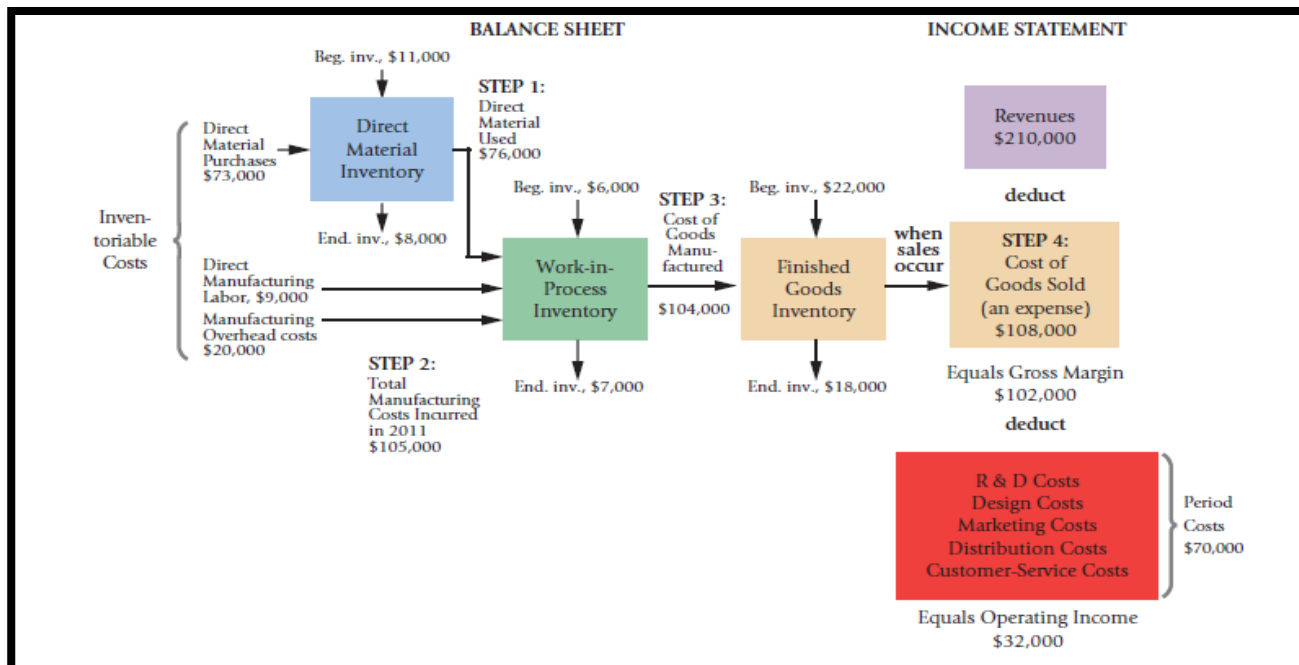 BALANCE SHEET
INCOME STATEMENT
Beg. inv., $11,000
STEP 1:
Direct
Material
Used
$76,000
Direct
Material
Purchases
$73,000
Direct
Material
Inventory
End. inv., $8,000
Inven-
toriable
Costs
Direct
Manufacturing
Labor, $9,000
Manufacturing
Overhead costs
$20,000
STEP 2:
Total
Manufacturing
Costs Incurred
in 2011
$105,000
Beg. inv., $6,000
Work-in-
Process
Inventory
End. inv., $7,000
STEP 3:
Cost of
Goods
Manu-
factured
$104,000
Beg. inv., $22,000
Finished
Goods
Inventory
End. inv., $18,000
when
sales
occur
Revenues
$210,000
deduct
STEP 4:
Cost of
Goods Sold
(an expense)
$108,000
Equals Gross Margin
$102,000
deduct
R & D Costs
Design Costs
Marketing Costs
Distribution Costs
Customer-Service Costs
Period
Costs
$70,000
Equals Operating Income
$32,000